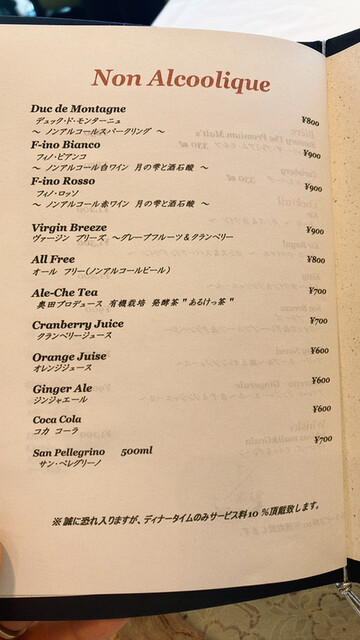 Non Alcoolique
Duc de Montagne ¥800
デュック・ド・モンターニュ
～ ノンアルコールスパークリング ～
F-ino Bianco ¥900
フィノ・ビアンコ
～ ノンアルコール白ワイン 月の雫と酒石酸 ～
F-ino Rosso ¥900
フィノ・ロッソ
～ ノンアルコール赤ワイン 月の雫と酒石酸 ～
Virgin Breeze ¥900
ヴァージン ブリーズ ～グレープフルーツ＆クランベリー
All Free ¥800
オール フリー(ノンアルコールビール)
Ale-Che Tea ¥700
奥田プロデュース 有機栽培 発酵茶 " あるけっ茶 "
Cranberry Juice ¥700
クランベリージュース
Orange Juise ¥600
オレンジジュース
Ginger Ale ¥600
ジンジャエール
Coca Cola ¥600
コカ コーラ
San Pellegrino 500ml ¥700
サン・ペレグリーノ
※誠に恐れ入りますが、ディナータイムのみサービス料10％頂戴致します。